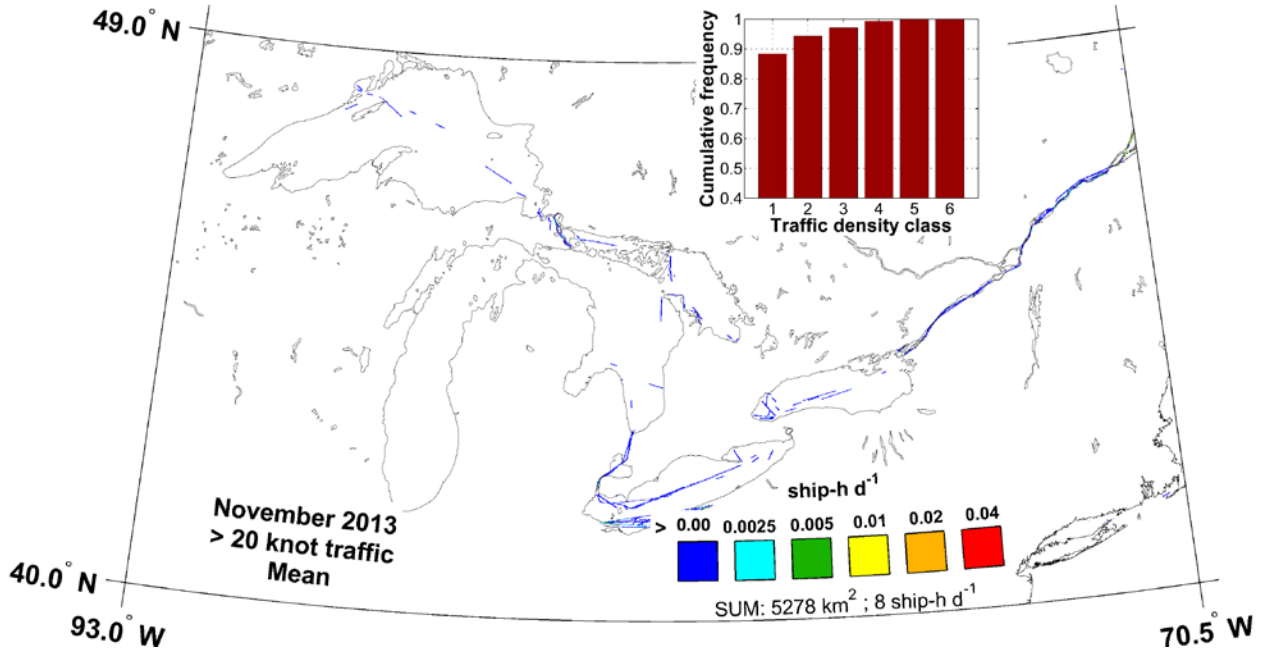 49.0° N
1
0.9
0.8
0.7
0.6
0.5
0.4
Cumulative frequency
1 2 3 4 5 6
Traffic density class
November 2013
> 20 knot traffic
Mean
ship-h d⁻¹
> 0.00 0.0025 0.005 0.01 0.02 0.04
SUM: 5278 km² ; 8 ship-h d⁻¹
40.0° N
93.0° W
70.5° W